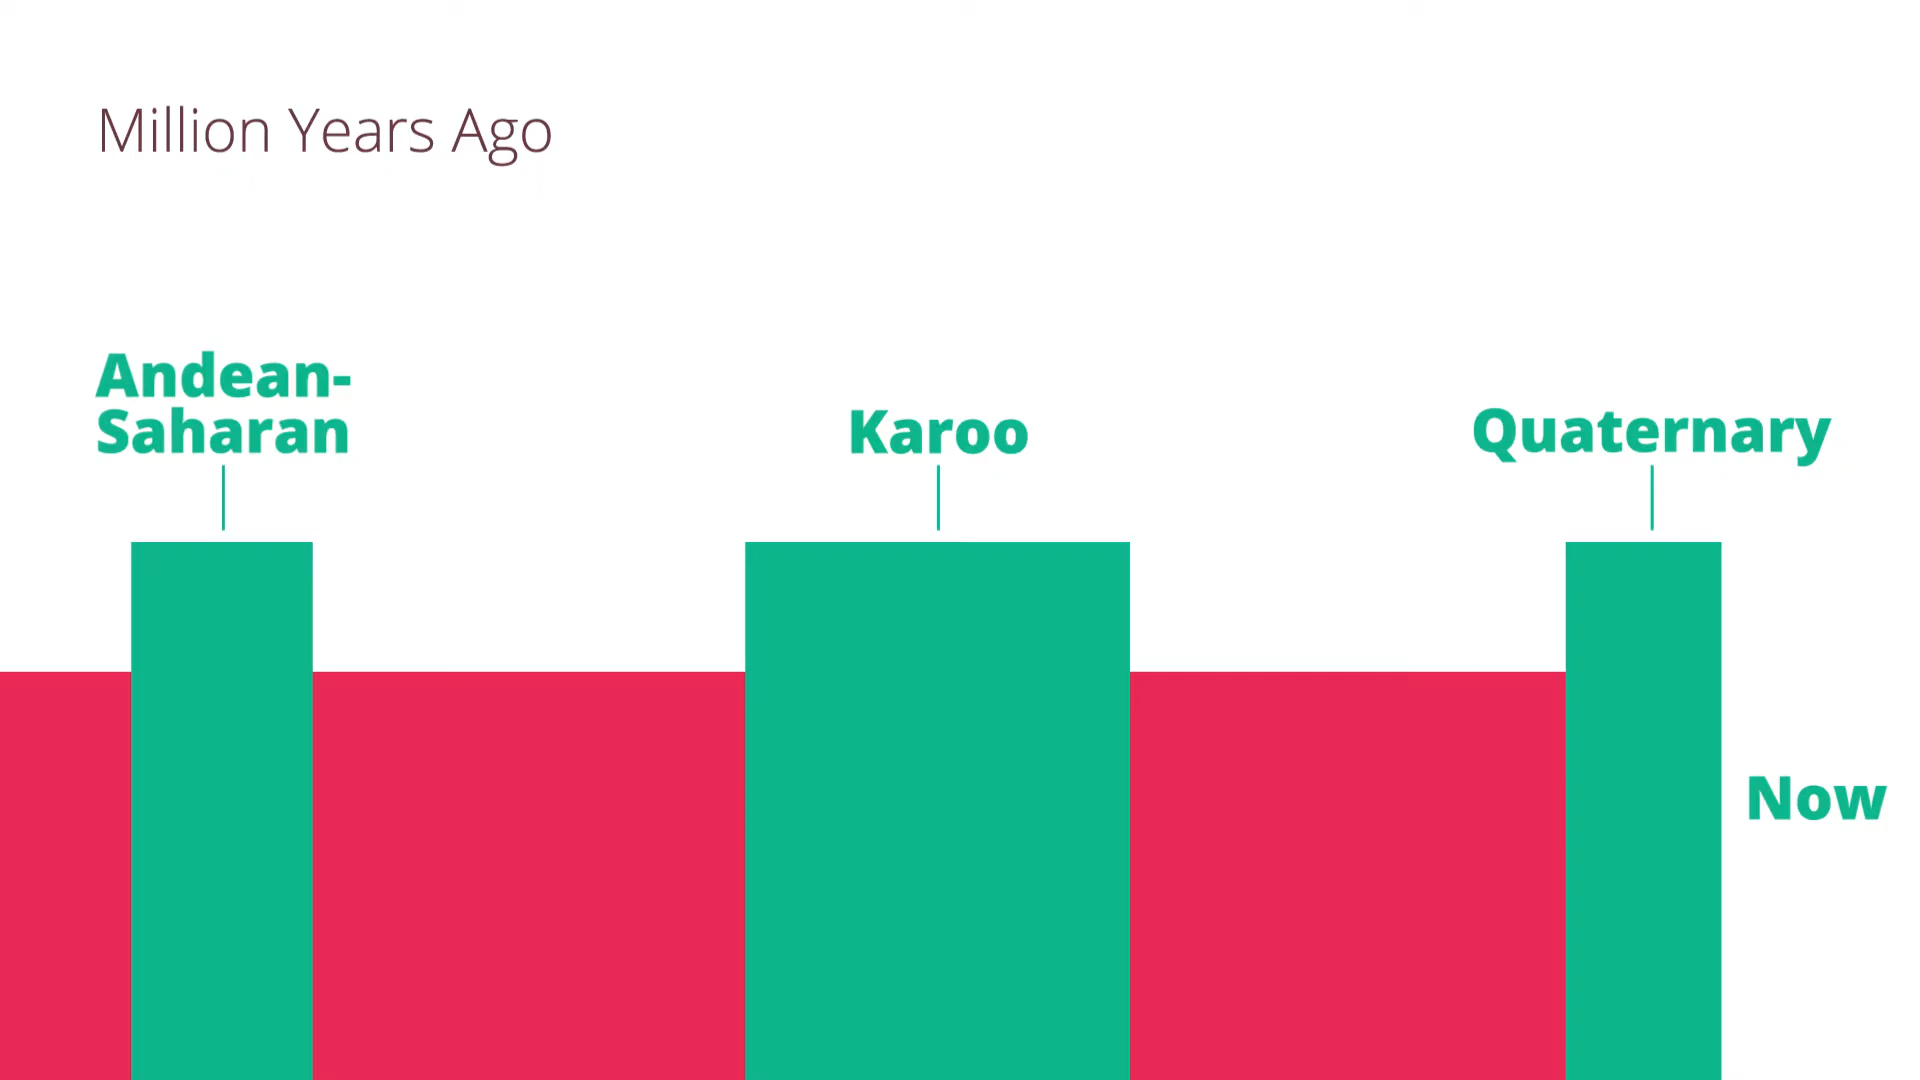 Million Years Ago
Andean-
Saharan
Karoo
Quaternary
Now